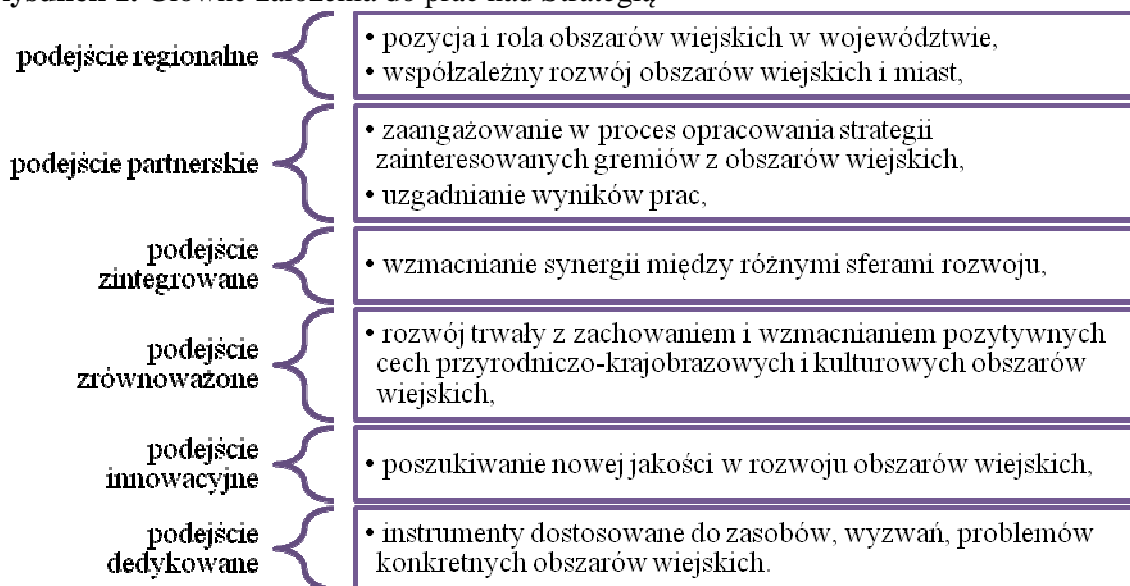 Rysunek 2. Główne założenia do prac nad Strategią
podejście regionalne
• pozycja i rola obszarów wiejskich w województwie,
• współzależny rozwój obszarów wiejskich i miast,
podejście partnerskie
• zaangażowanie w proces opracowania strategii
zainteresowanych gremiów z obszarów wiejskich,
• uzgadnianie wyników prac,
podejście
zintegrowane
• wzmacnianie synergii między różnymi sferami rozwoju,
podejście
zrównoważone
• rozwój trwały z zachowaniem i wzmacnianiem pozytywnych
cech przyrodniczo-krajobrazowych i kulturowych obszarów
wiejskich,
podejście
innowacyjne
• poszukiwanie nowej jakości w rozwoju obszarów wiejskich,
podejście
dedykowane
• instrumenty dostosowane do zasobów, wyzwań, problemów
konkretnych obszarów wiejskich.